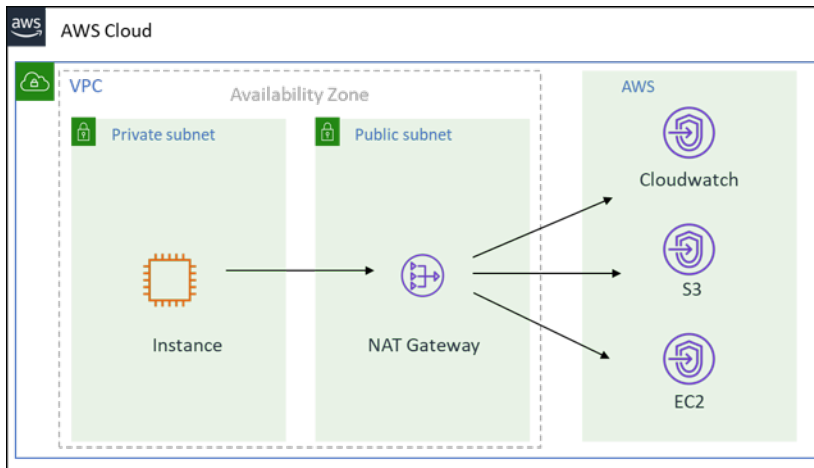 aws
AWS Cloud
VPC
Availability Zone
AWS
Private subnet
Public subnet
Cloudwatch
S3
Instance
NAT Gateway
EC2